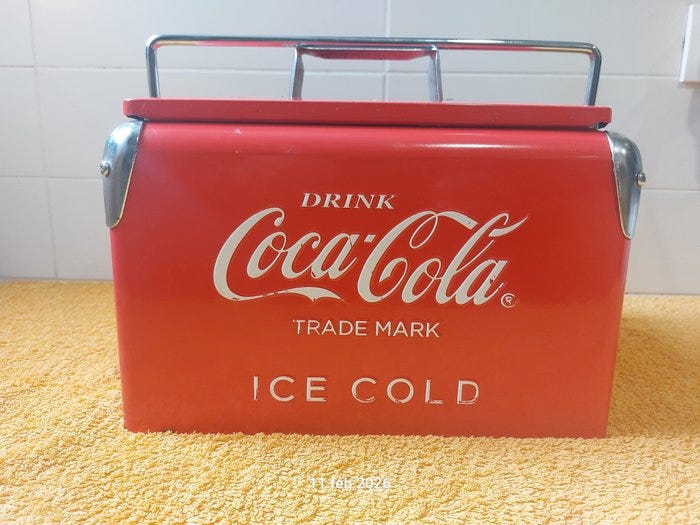 DRINK
Coca-Cola ®
TRADE MARK
ICE COLD
11 feb 2026